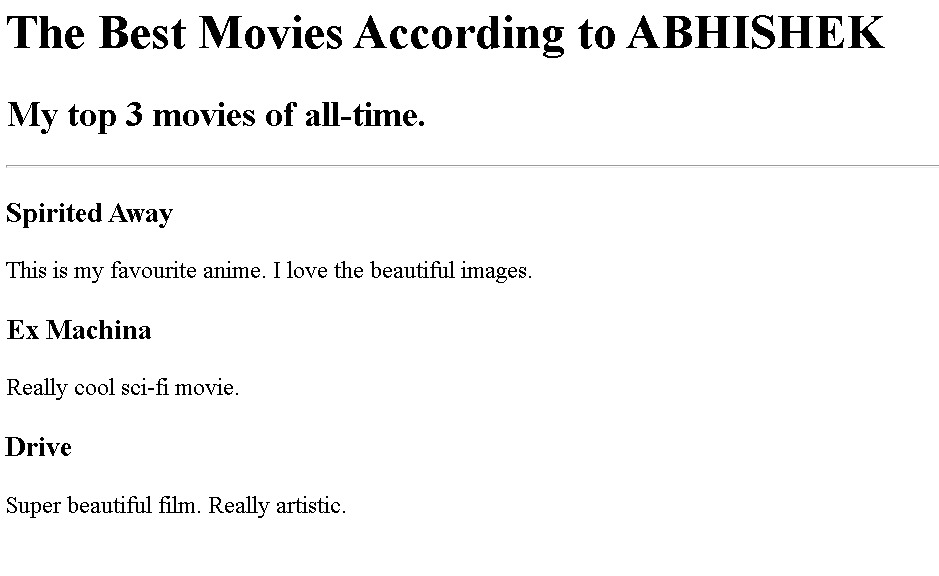 The Best Movies According to ABHISHEK
My top 3 movies of all-time.
Spirited Away
This is my favourite anime. I love the beautiful images.
Ex Machina
Really cool sci-fi movie.
Drive
Super beautiful film. Really artistic.